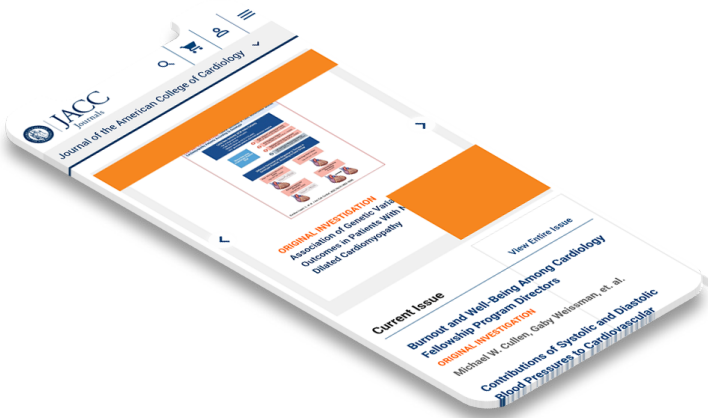 JACC
Journals
Journal of the American College of Cardiology
ORIGINAL INVESTIGATION
Association of Genetic
Outcomes in Patients With
Dilated Cardiomyopathy
Current Issue
View Entire Issue
Burnout and Well-Being Among Cardiology
Fellowship Program Directors
ORIGINAL INVESTIGATION
Michael W. Cullen, Gaby Weissman, et. al.
Contributions of Systolic and Diastolic
Blood Pressures to Cardiovascular